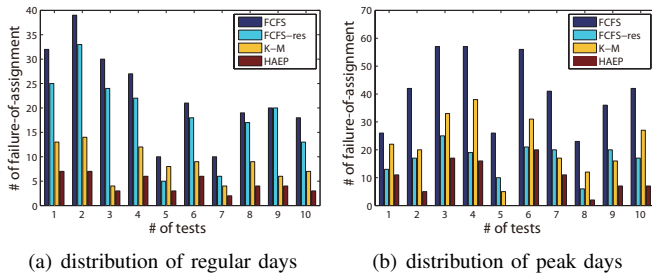 # of failure-of-assignment
40
35
30
25
20
15
10
5
0
FCFS
FCFS-res
K-M
HAEP
1 2 3 4 5 6 7 8 9 10
# of tests
(a) distribution of regular days
# of failure-of-assignment
70
60
50
40
30
20
10
0
FCFS
FCFS-res
K-M
HAEP
1 2 3 4 5 6 7 8 9 10
# of tests
(b) distribution of peak days